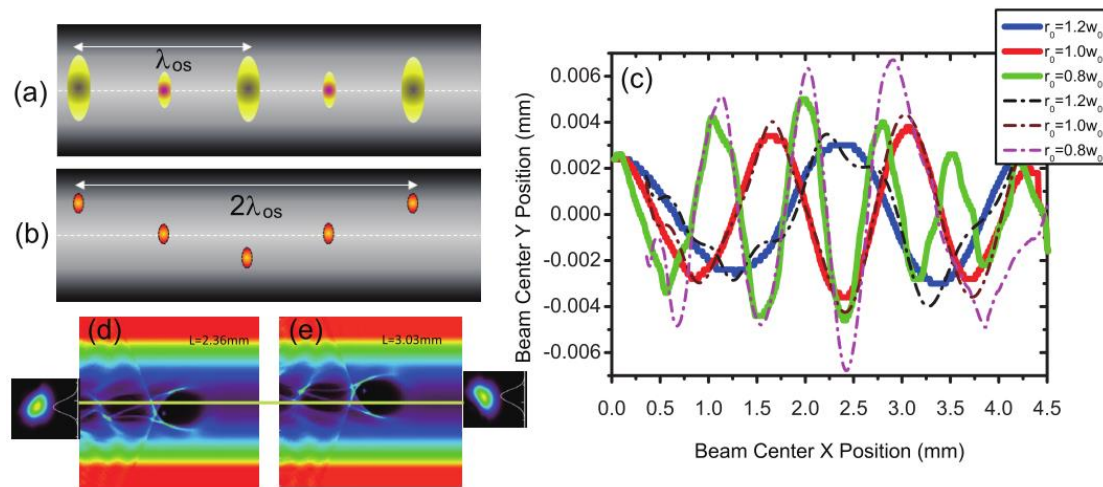 (a)
λos
(b)
2λos
(d)
L=2.36mm
(e)
L=3.03mm
(c)
r₀=1.2w₀
r₀=1.0w₀
r₀=0.8w₀
r₀=1.2w₀
r₀=1.0w₀
r₀=0.8w₀
Beam Center Y Position (mm)
0.006
0.004
0.002
0.000
-0.002
-0.004
-0.006
0.0 0.5 1.0 1.5 2.0 2.5 3.0 3.5 4.0 4.5
Beam Center X Position (mm)